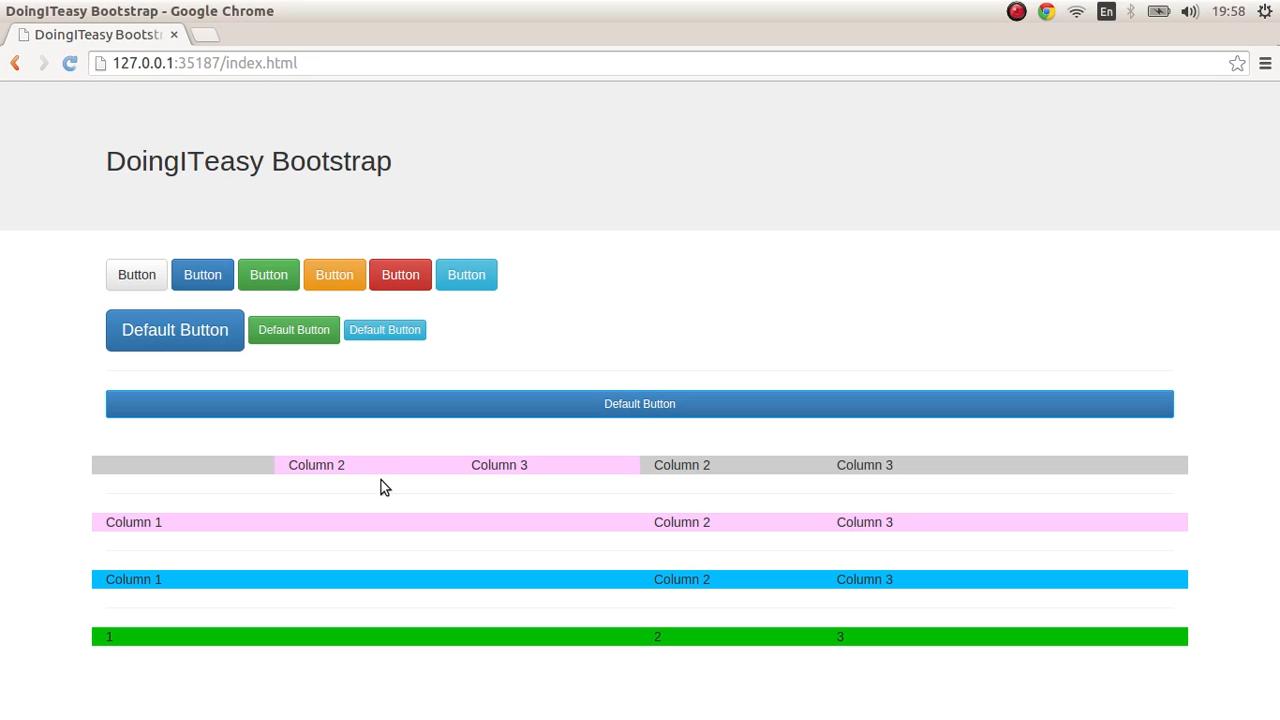 DoingITeasy Bootstrap - Google Chrome
En 19:58
DoingITeasy Bootstr
127.0.0.1:35187/index.html
DoingITeasy Bootstrap
Button Button Button Button Button Button
Default Button Default Button Default Button
Default Button
Column 2 Column 3 Column 2 Column 3
Column 1 Column 2 Column 3
Column 1 Column 2 Column 3
1 2 3